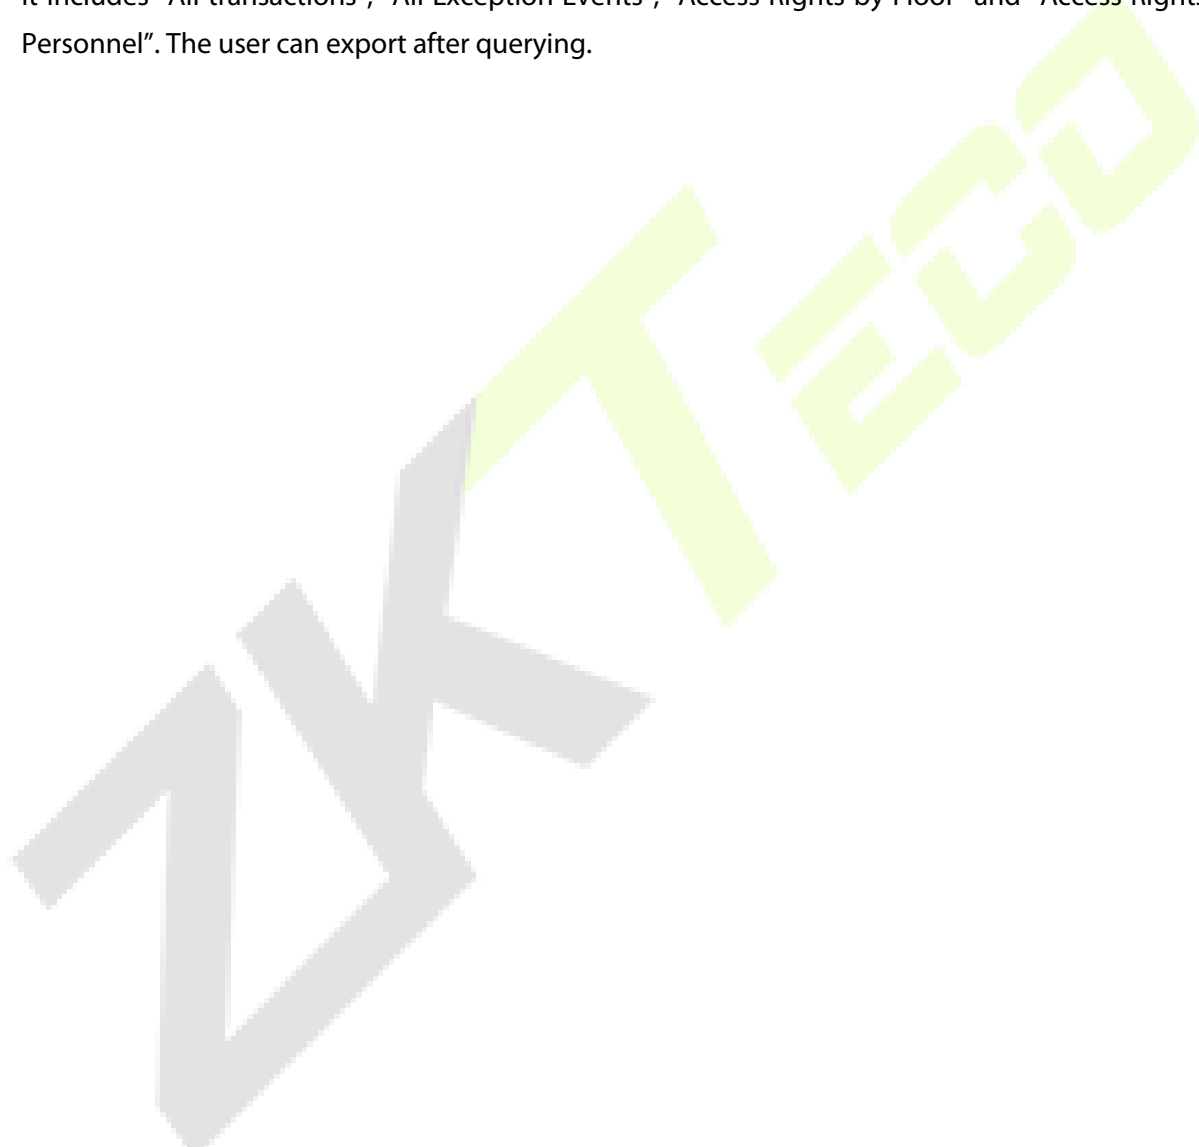 It includes "All transactions", "All Exception Events", "Access Rights by Floor" and "Access Rights
Personnel". The user can export after querying.
ZKTECO